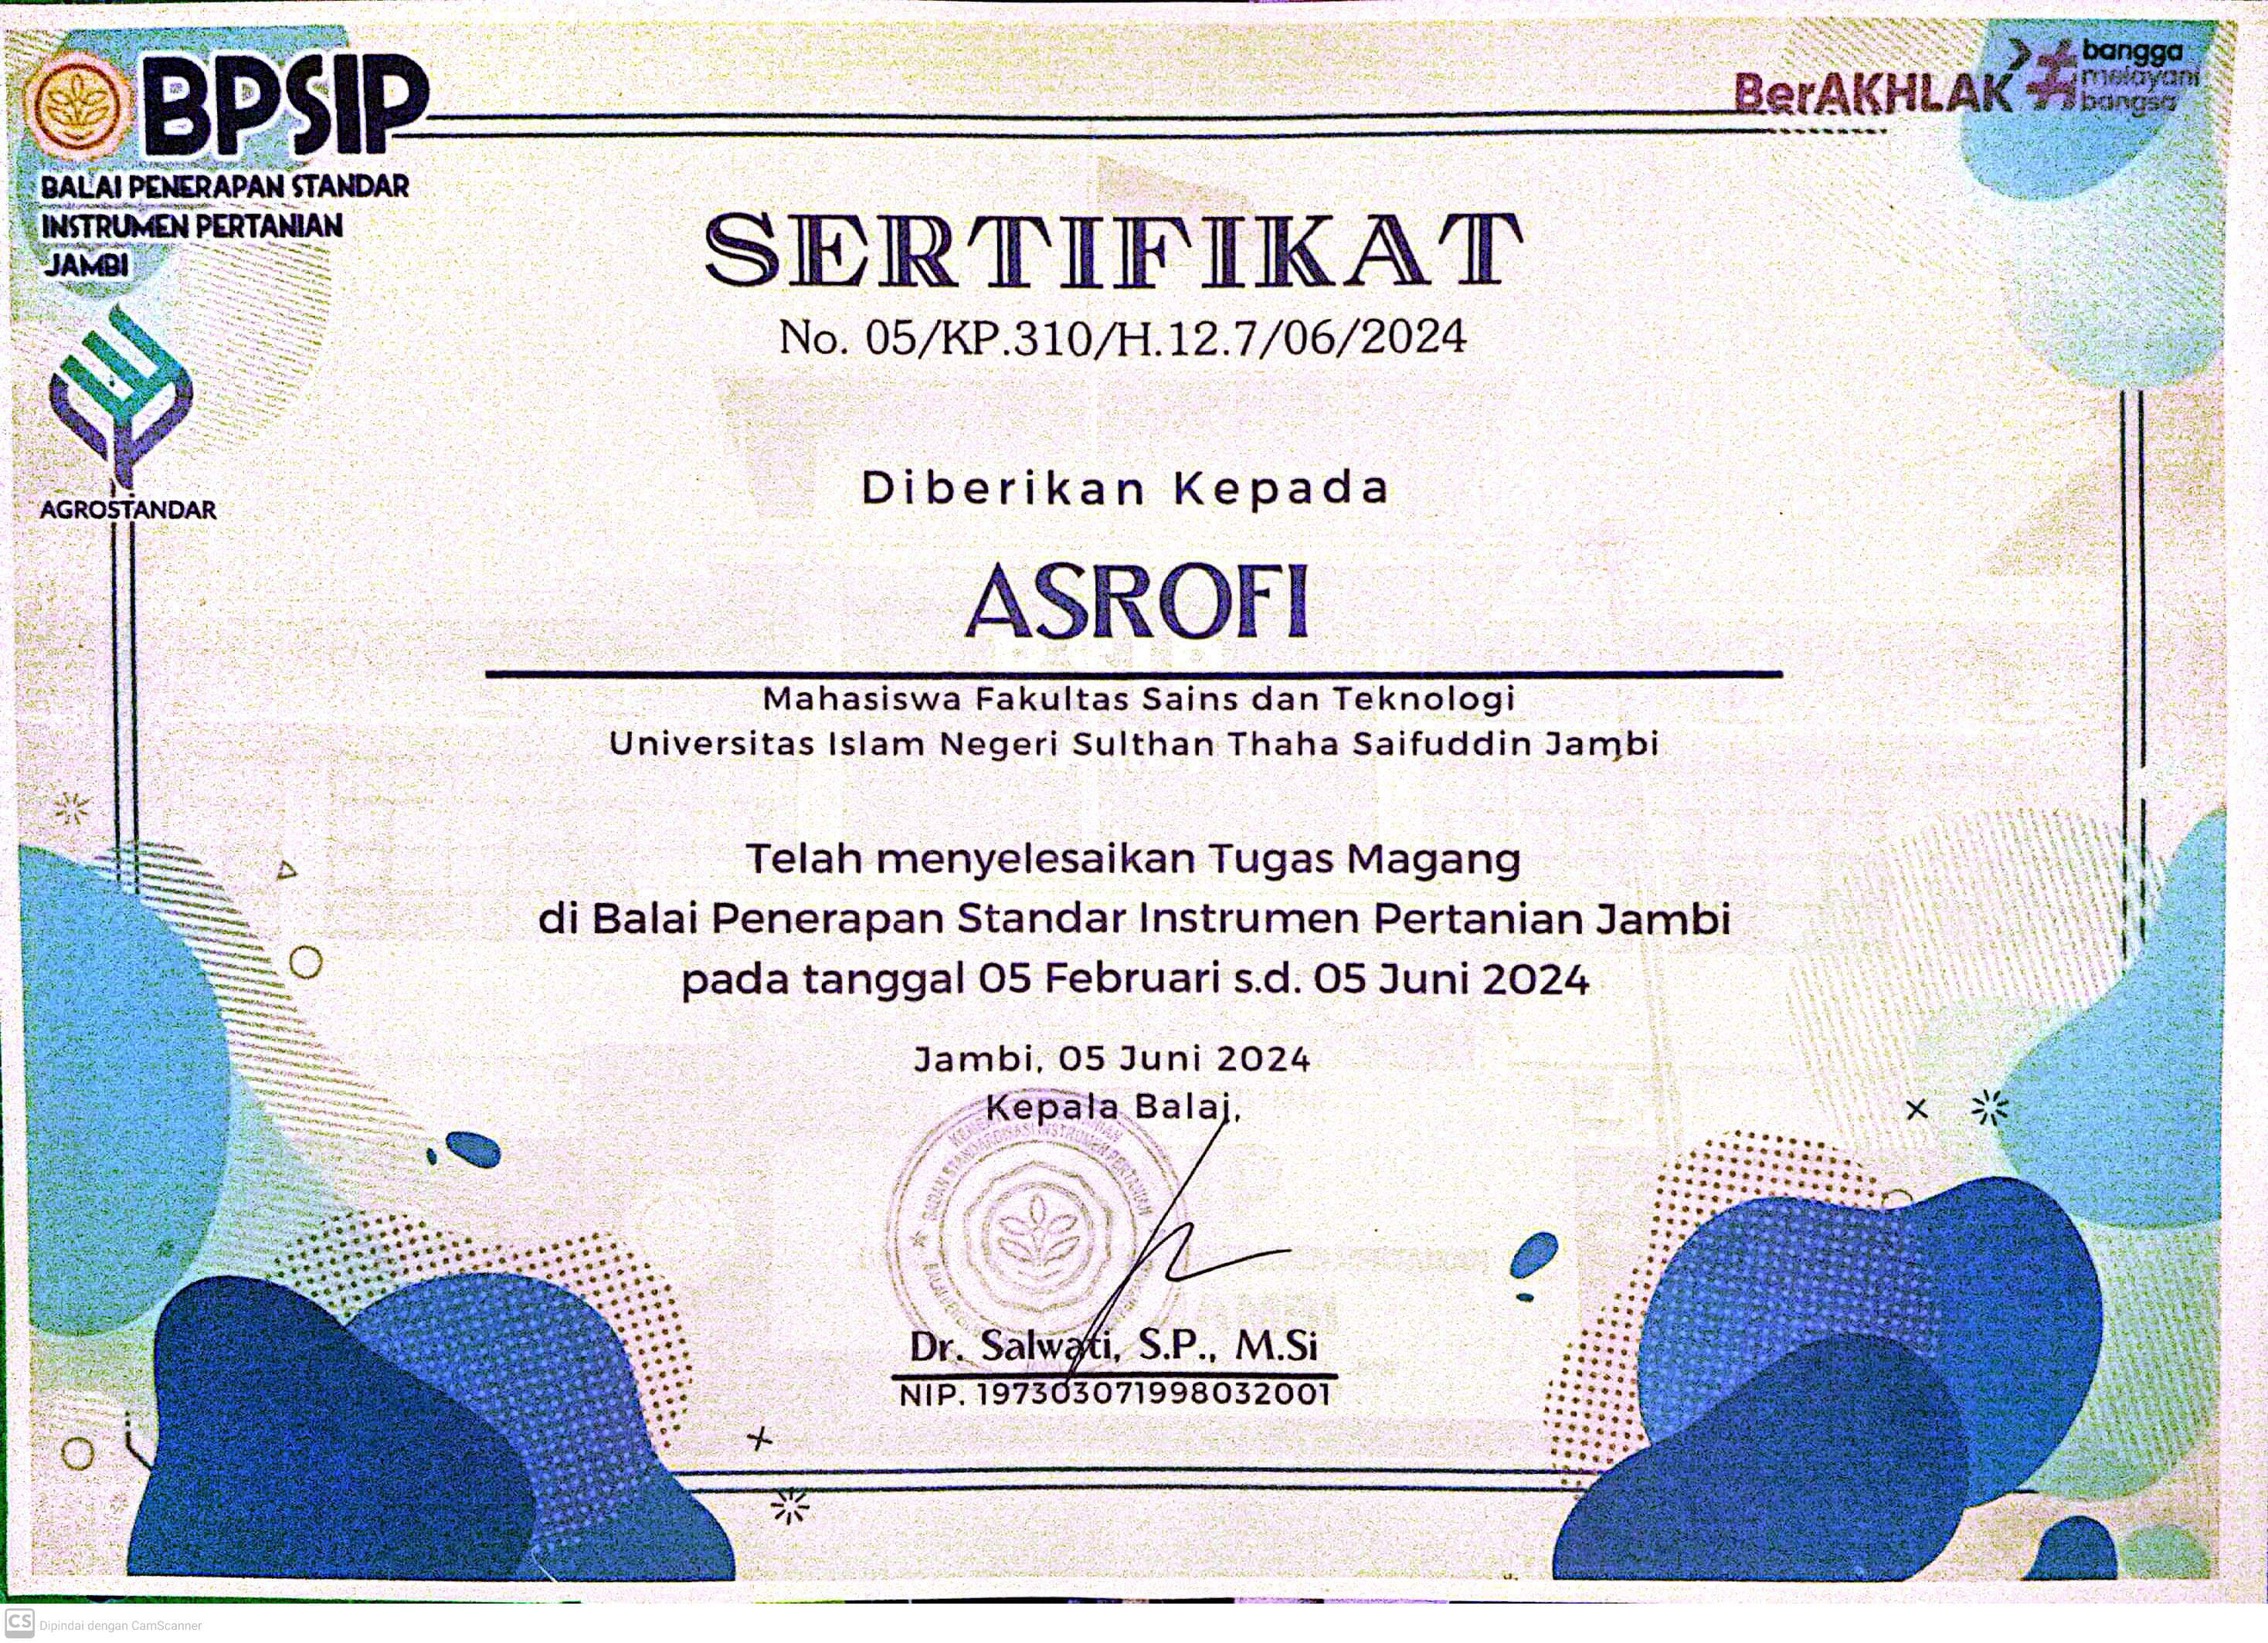 BPSIP
BALAI PENERAPAN STANDAR
INSTRUMEN PERTANIAN
JAMBI
AGROSTANDAR
BerAKHLAK
bangga
melayani
bangsa
SERTIFIKAT
No. 05/KP.310/H.12.7/06/2024
Diberikan Kepada
ASROFI
Mahasiswa Fakultas Sains dan Teknologi
Universitas Islam Negeri Sulthan Thaha Saifuddin Jambi
Telah menyelesaikan Tugas Magang
di Balai Penerapan Standar Instrumen Pertanian Jambi
pada tanggal 05 Februari s.d. 05 Juni 2024
Jambi, 05 Juni 2024
Kepala Balai,
STANDARDISASI INSTRUMEN PERTANIAN
Dr. Salwati, S.P., M.Si
NIP. 197303071998032001
CS Dipindai dengan CamScanner